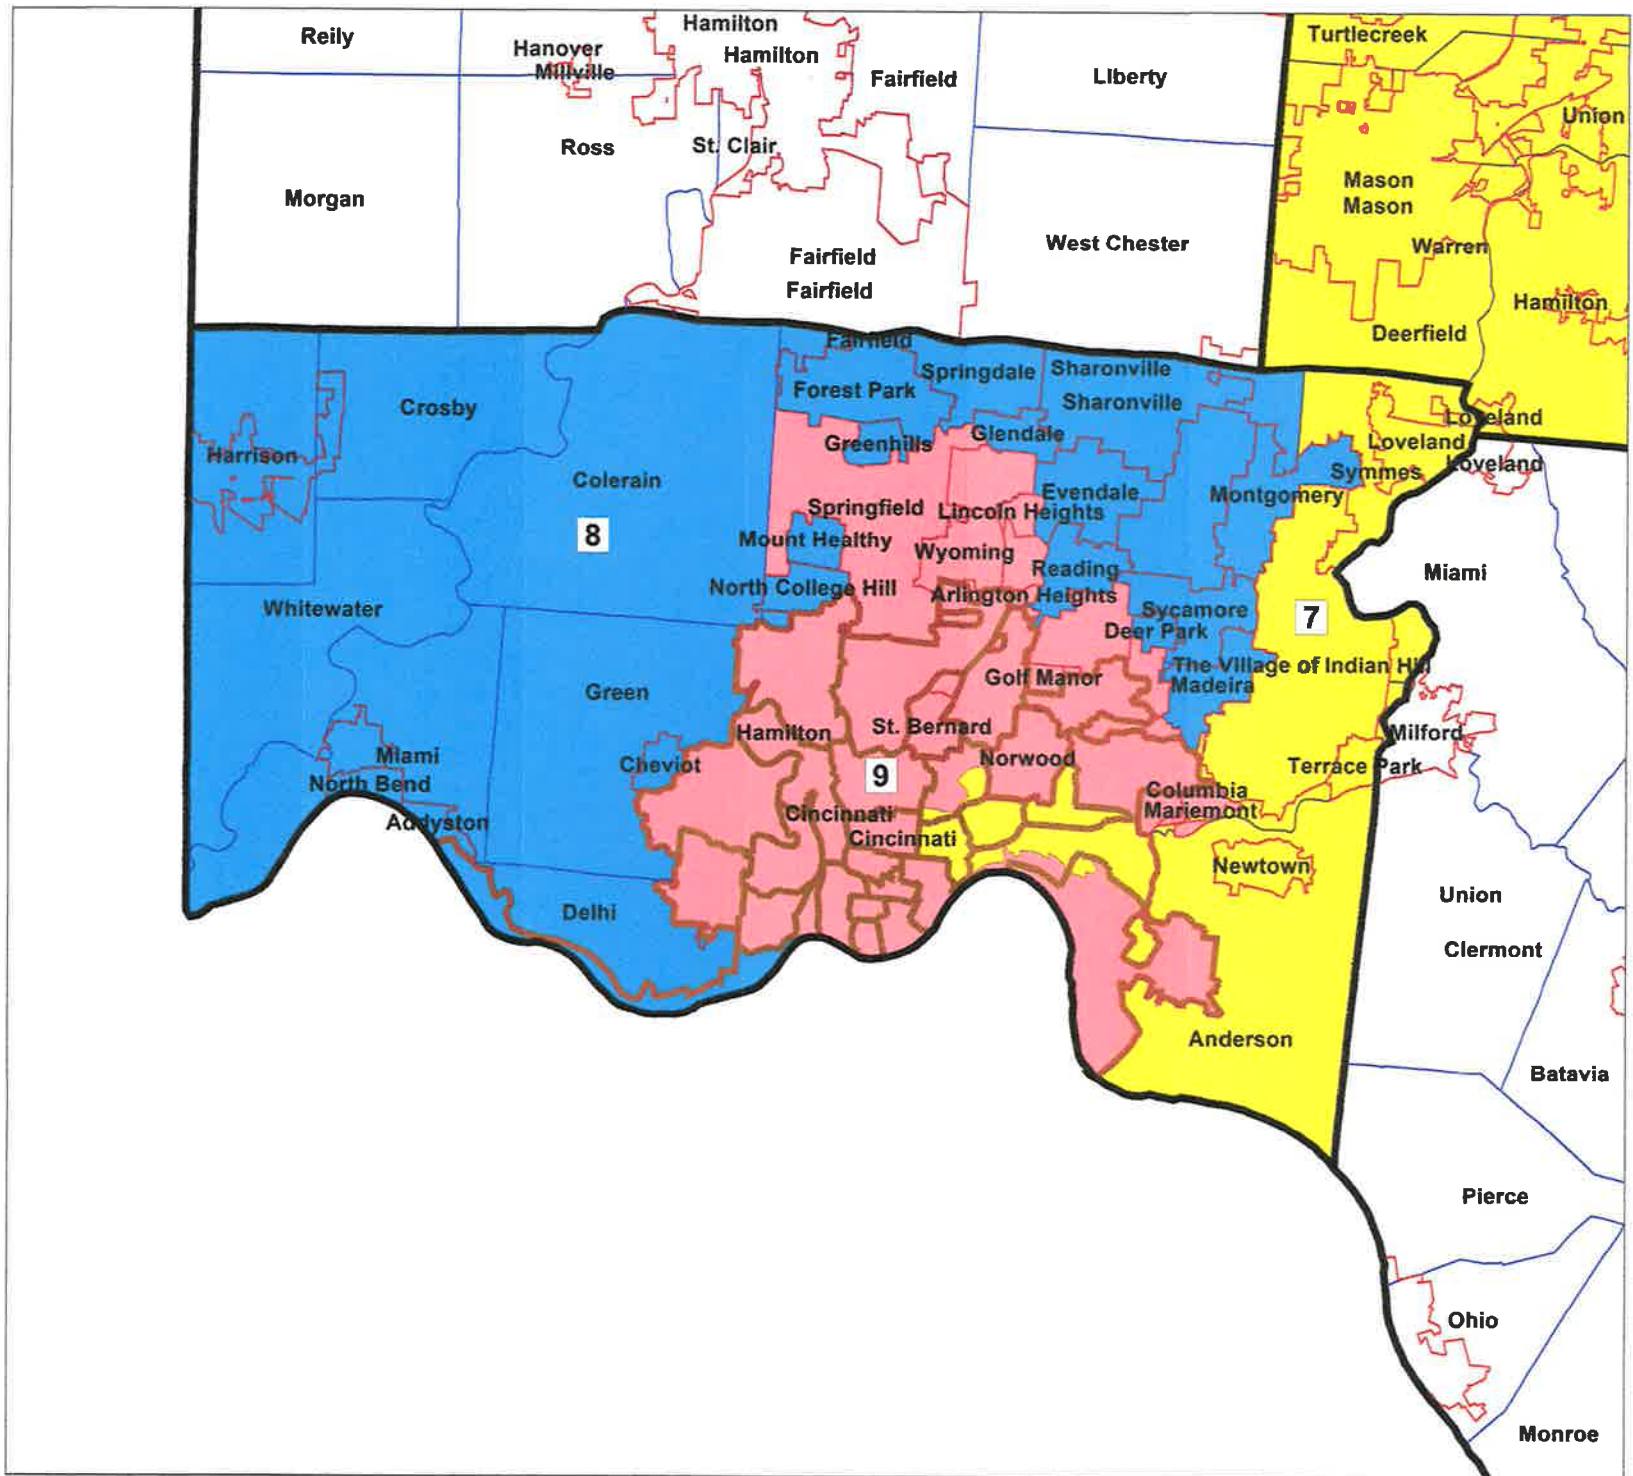 Reily
Hanover
Millville
Hamilton
Hamilton
Fairfield
Liberty
Turtlecreek
Union
Ross
St. Clair
Morgan
Mason
Mason
Warren
West Chester
Fairfield
Fairfield
Hamilton
Deerfield
Fairfield
Springdale
Sharonville
Forest Park
Sharonville
Crosby
Loveland
Glendale
Greenhills
Loveland
Harrison
Loveland
Symmes
Colerain
Evendale
Montgomery
Springfield
Lincoln Heights
8
Mount Healthy
Wyoming
Reading
Miami
North College Hill
Arlington Heights
Whitewater
Sycamore
7
Deer Park
The Village of Indian Hill
Golf Manor
Madeira
Green
St. Bernard
Hamilton
Milford
Miami
Norwood
Cheviot
Terrace Park
9
North Bend
Columbia
Mariemont
Cincinnati
Addyston
Cincinnati
Newtown
Union
Delhi
Clermont
Anderson
Batavia
Pierce
Ohio
Monroe